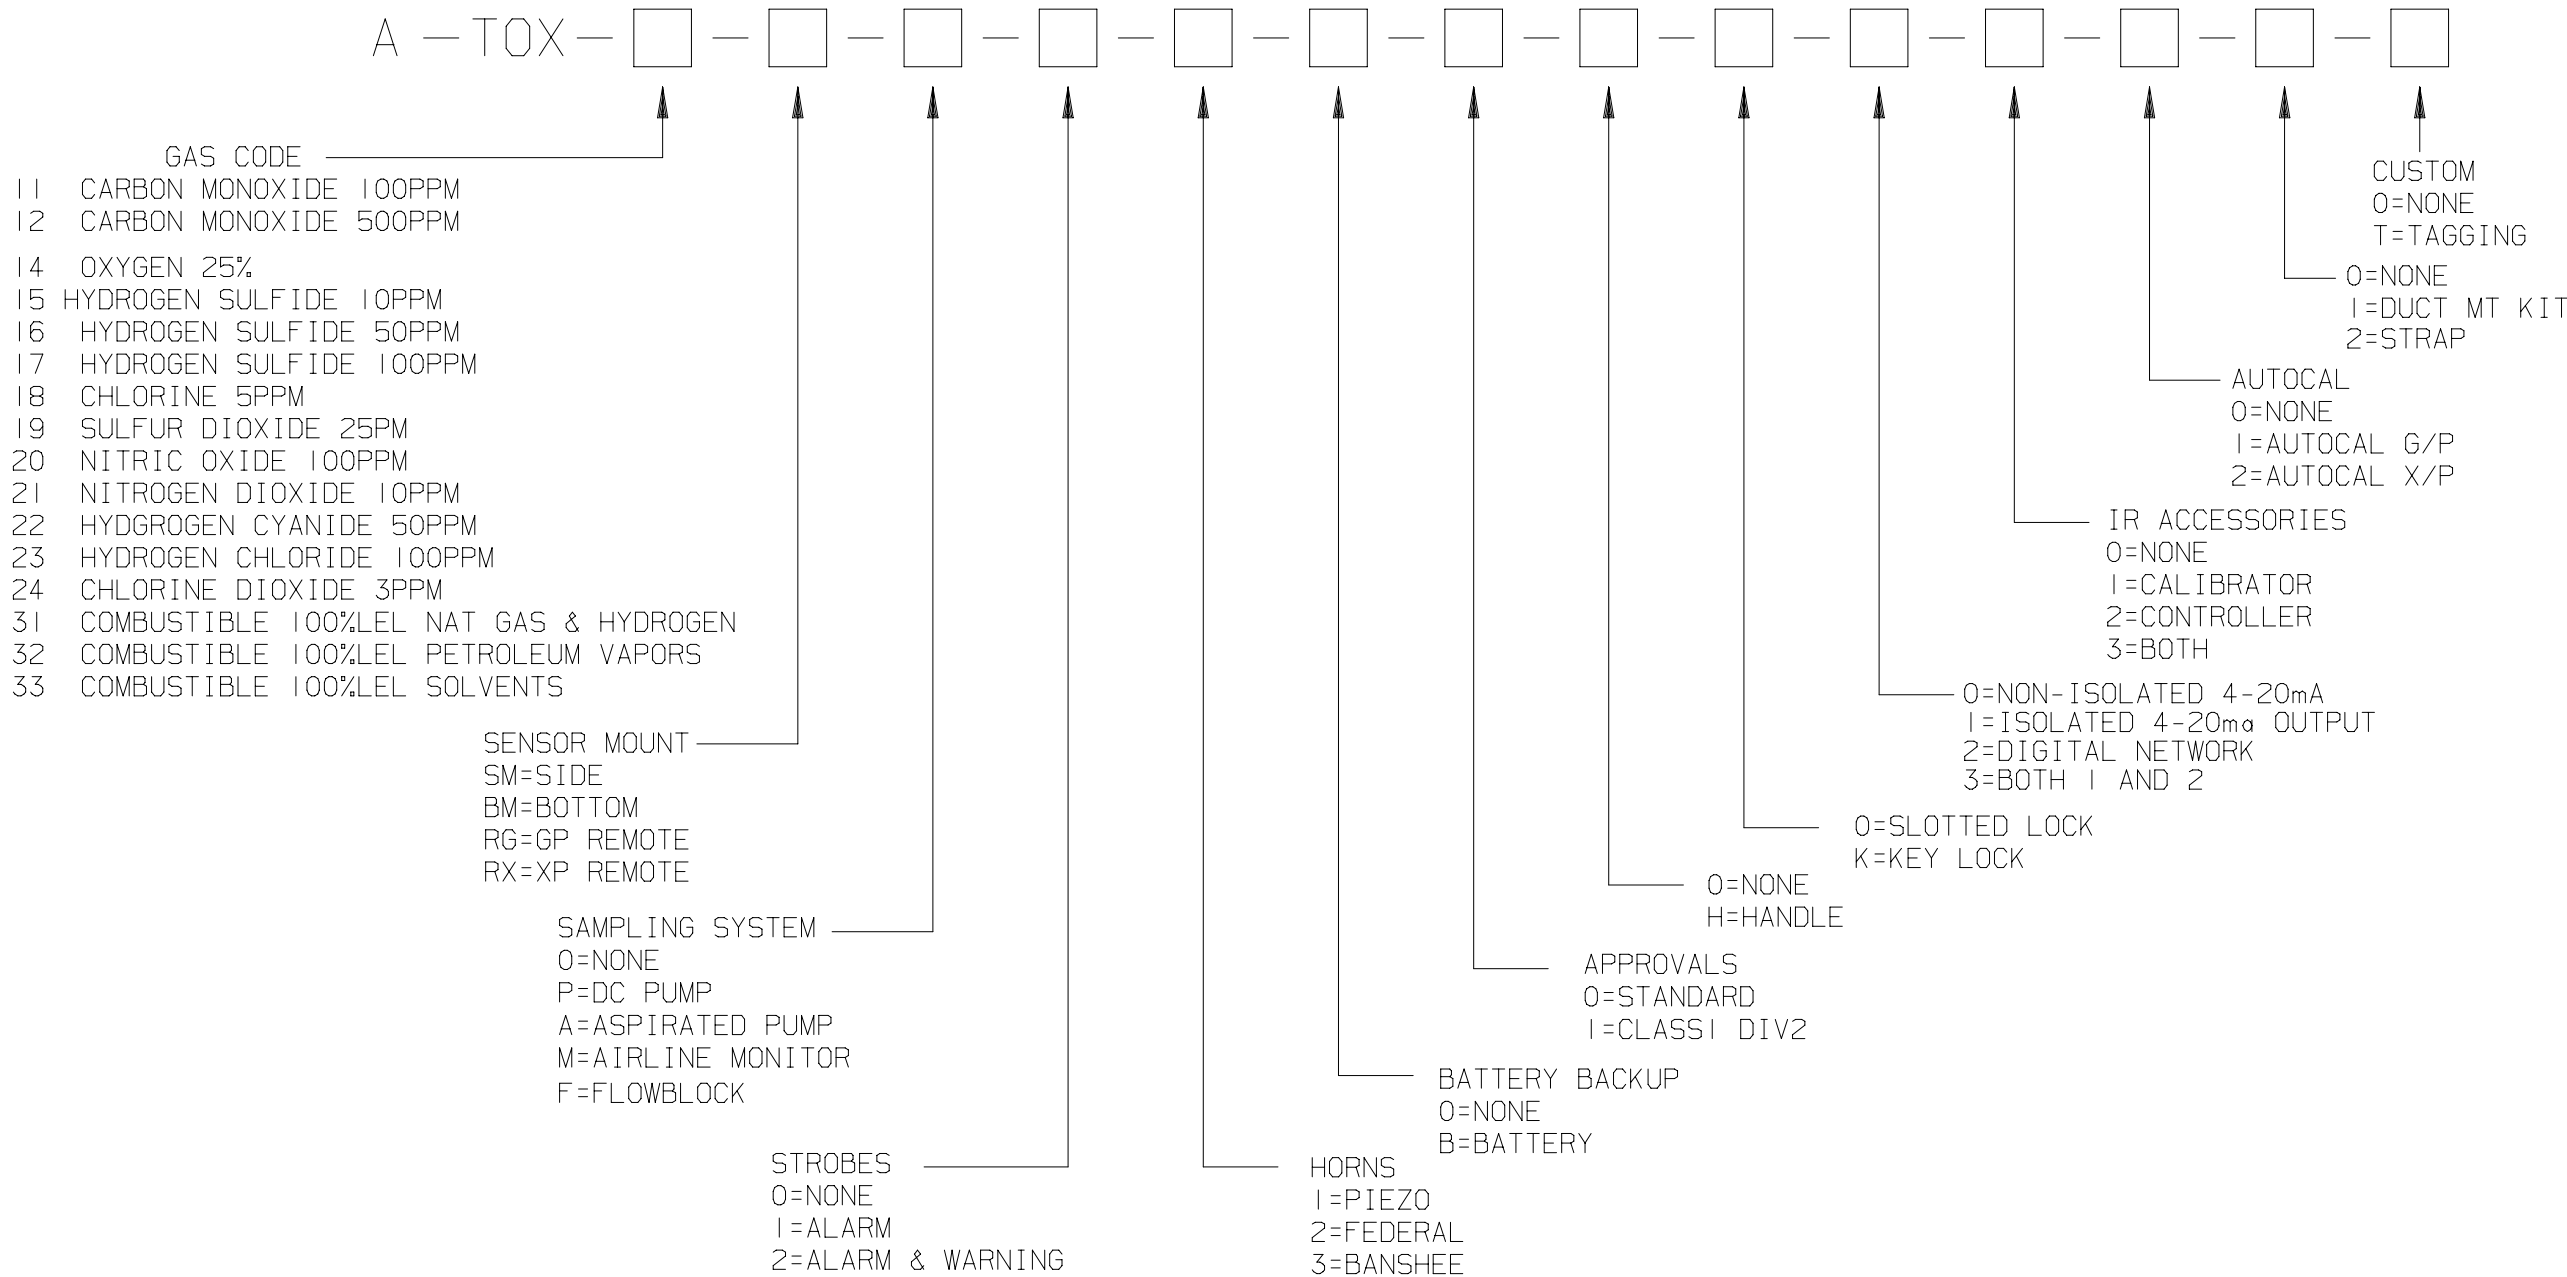 A - TOX - - - - - - - - - - - - - -
GAS CODE
11 CARBON MONOXIDE 100PPM
12 CARBON MONOXIDE 500PPM
14 OXYGEN 25%
15 HYDROGEN SULFIDE 10PPM
16 HYDROGEN SULFIDE 50PPM
17 HYDROGEN SULFIDE 100PPM
18 CHLORINE 5PPM
19 SULFUR DIOXIDE 25PM
20 NITRIC OXIDE 100PPM
21 NITROGEN DIOXIDE 10PPM
22 HYDGROGEN CYANIDE 50PPM
23 HYDROGEN CHLORIDE 100PPM
24 CHLORINE DIOXIDE 3PPM
31 COMBUSTIBLE 100%LEL NAT GAS & HYDROGEN
32 COMBUSTIBLE 100%LEL PETROLEUM VAPORS
33 COMBUSTIBLE 100%LEL SOLVENTS
SENSOR MOUNT
SM=SIDE
BM=BOTTOM
RG=GP REMOTE
RX=XP REMOTE
SAMPLING SYSTEM
0=NONE
P=DC PUMP
A=ASPIRATED PUMP
M=AIRLINE MONITOR
F=FLOWBLOCK
STROBES
0=NONE
1=ALARM
2=ALARM & WARNING
HORNS
1=PIEZO
2=FEDERAL
3=BANSHEE
BATTERY BACKUP
0=NONE
B=BATTERY
APPROVALS
0=STANDARD
1=CLASS1 DIV2
0=NONE
H=HANDLE
0=SLOTTED LOCK
K=KEY LOCK
0=NON-ISOLATED 4-20mA
1=ISOLATED 4-20ma OUTPUT
2=DIGITAL NETWORK
3=BOTH 1 AND 2
IR ACCESSORIES
0=NONE
1=CALIBRATOR
2=CONTROLLER
3=BOTH
AUTOCAL
0=NONE
1=AUTOCAL G/P
2=AUTOCAL X/P
0=NONE
1=DUCT MT KIT
2=STRAP
CUSTOM
0=NONE
T=TAGGING